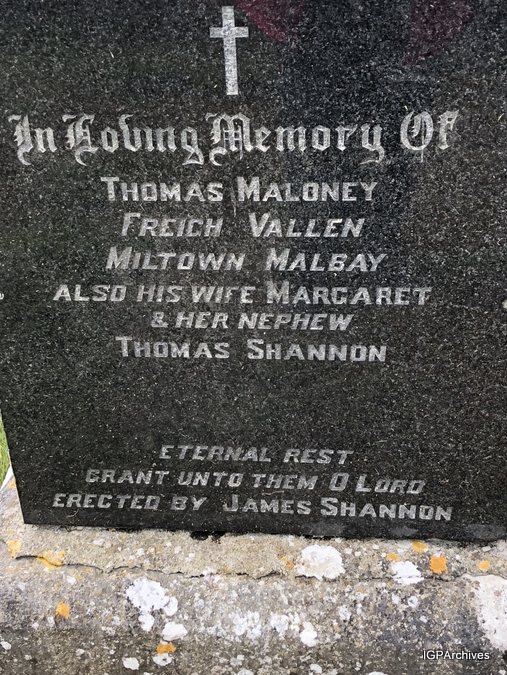 In Loving Memory Of
THOMAS MALONEY
FREICH VALLEN
MILTOWN MALBAY
ALSO HIS WIFE MARGARET
& HER NEPHEW
THOMAS SHANNON
ETERNAL REST
GRANT UNTO THEM O LORD
ERECTED BY JAMES SHANNON
IGPArchives